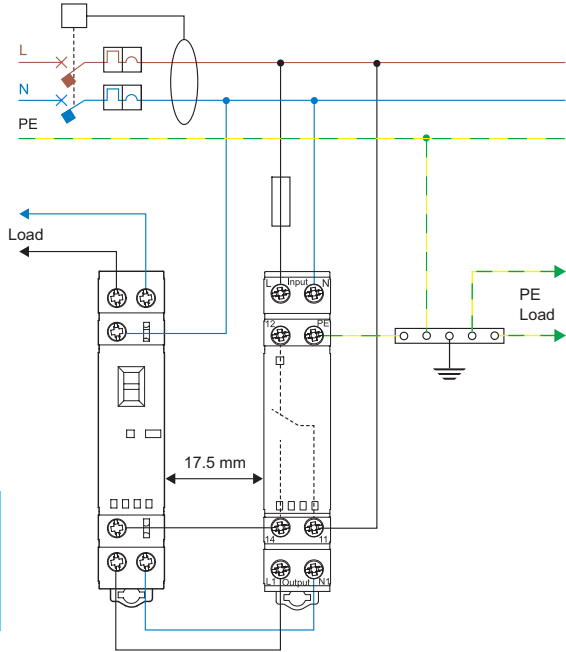 L
N
PE
Load
L Input N
12 PE
PE
Load
17.5 mm
14 11
L1 Output N1